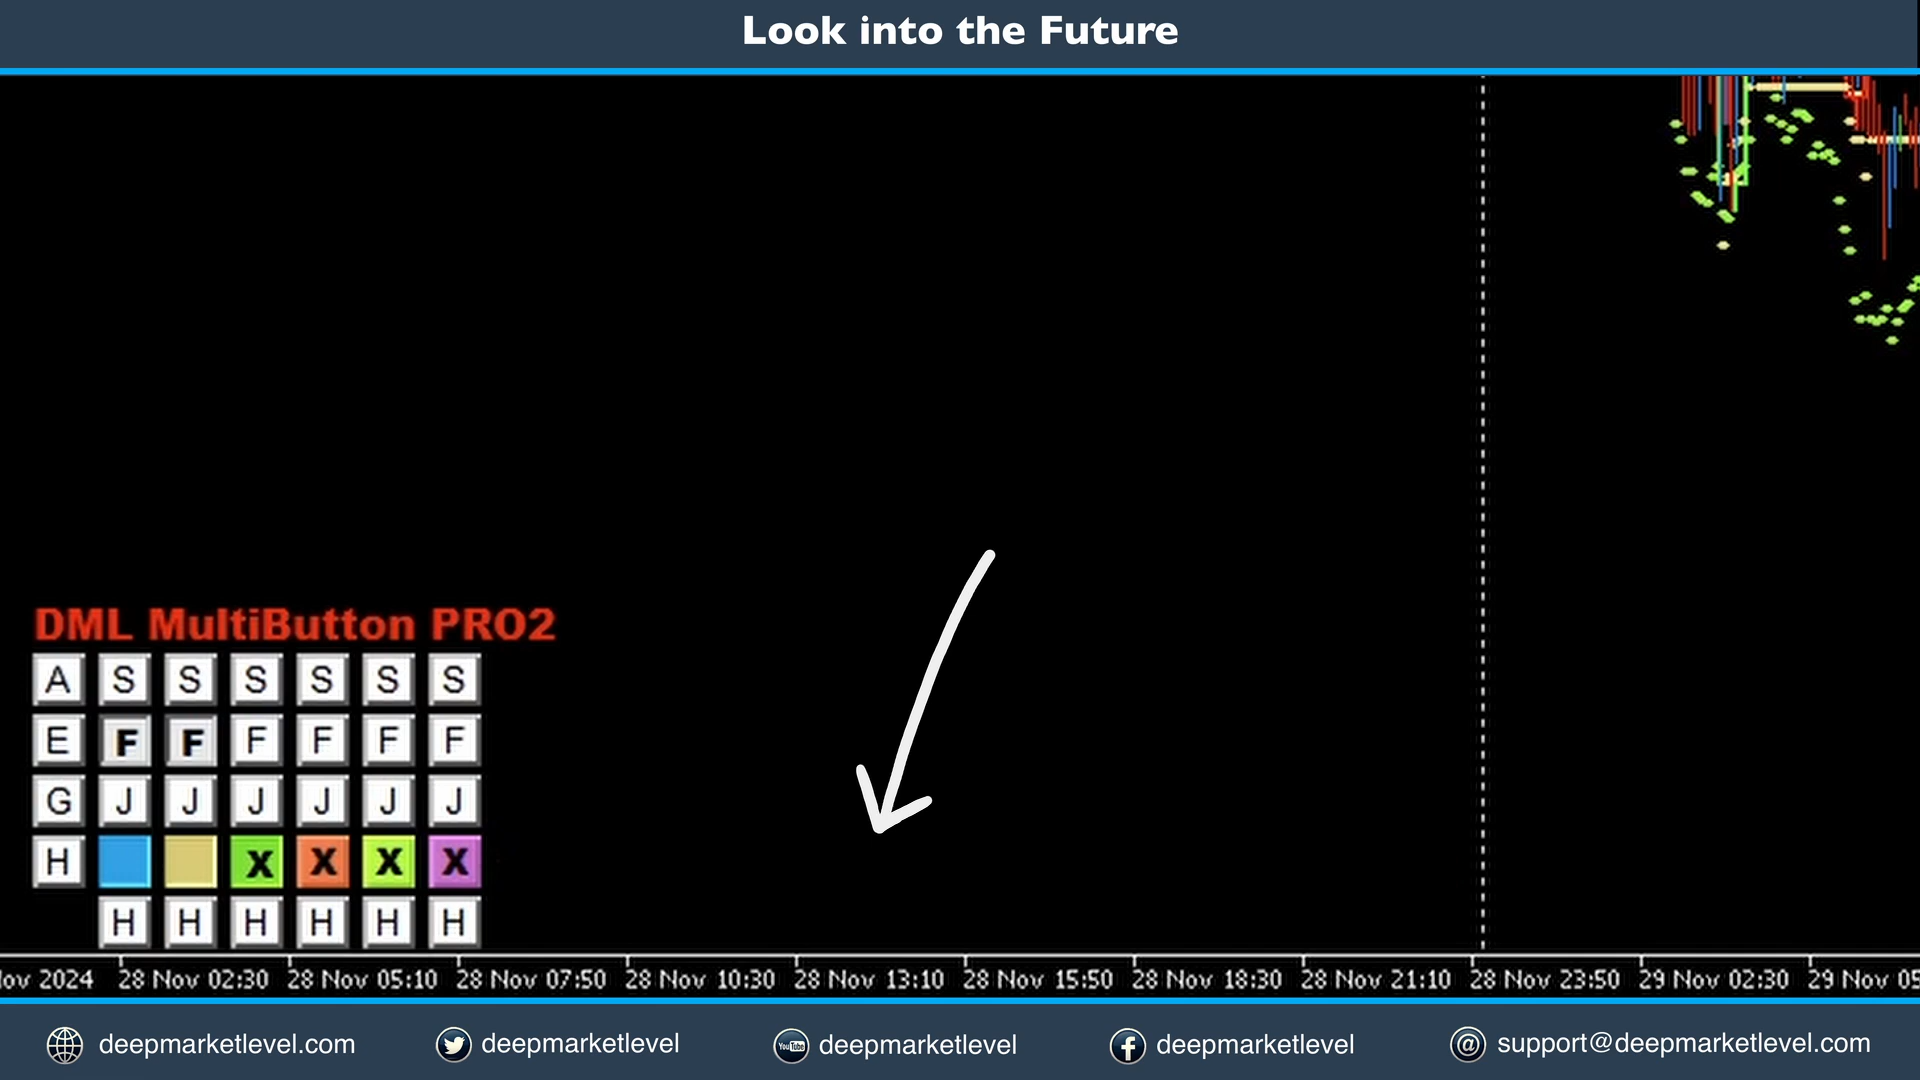 Look into the Future
DML MultiButton PRO2
A S S S S S S
E F F F F F F
G J J J J J J
H X X X X
H H H H H H
ov 2024 28 Nov 02:30 28 Nov 05:10 28 Nov 07:50 28 Nov 10:30 28 Nov 13:10 28 Nov 15:50 28 Nov 18:30 28 Nov 21:10 28 Nov 23:50 29 Nov 02:30 29 Nov 05
deepmarketlevel.com deepmarketlevel YouTube deepmarketlevel f deepmarketlevel @ support@deepmarketlevel.com